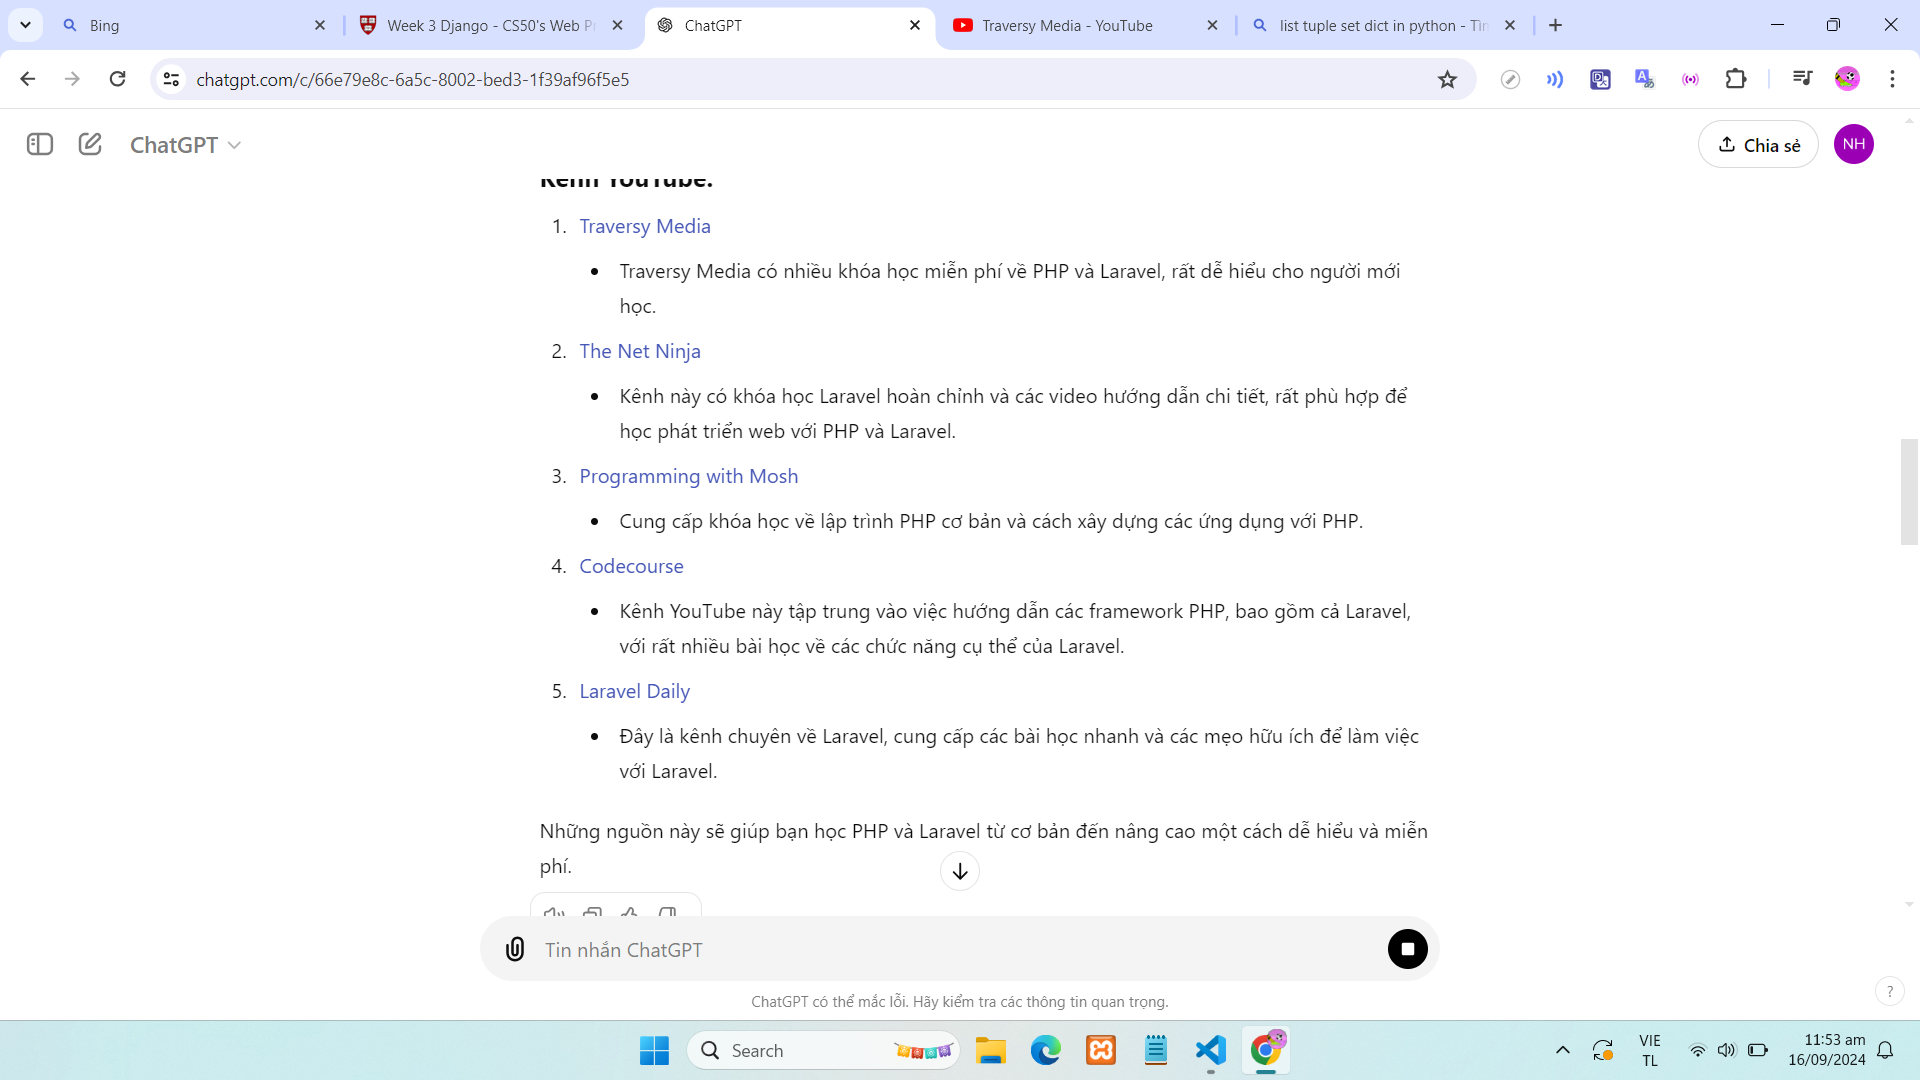 Bing
Week 3 Django - CS50's Web Pr
ChatGPT
Traversy Media - YouTube
list tuple set dict in python - Tìm
chatgpt.com/c/66e79e8c-6a5c-8002-bed3-1f39af96f5e5
ChatGPT
Chia sẻ
NH
Kênh YouTube:
1. Traversy Media
• Traversy Media có nhiều khóa học miễn phí về PHP và Laravel, rất dễ hiểu cho người mới
học.
2. The Net Ninja
• Kênh này có khóa học Laravel hoàn chỉnh và các video hướng dẫn chi tiết, rất phù hợp để
học phát triển web với PHP và Laravel.
3. Programming with Mosh
• Cung cấp khóa học về lập trình PHP cơ bản và cách xây dựng các ứng dụng với PHP.
4. Codecourse
• Kênh YouTube này tập trung vào việc hướng dẫn các framework PHP, bao gồm cả Laravel,
với rất nhiều bài học về các chức năng cụ thể của Laravel.
5. Laravel Daily
• Đây là kênh chuyên về Laravel, cung cấp các bài học nhanh và các mẹo hữu ích để làm việc
với Laravel.
Những nguồn này sẽ giúp bạn học PHP và Laravel từ cơ bản đến nâng cao một cách dễ hiểu và miễn
phí.
Tin nhắn ChatGPT
ChatGPT có thể mắc lỗi. Hãy kiểm tra các thông tin quan trọng.
?
Search
VIE
TL
11:53 am
16/09/2024